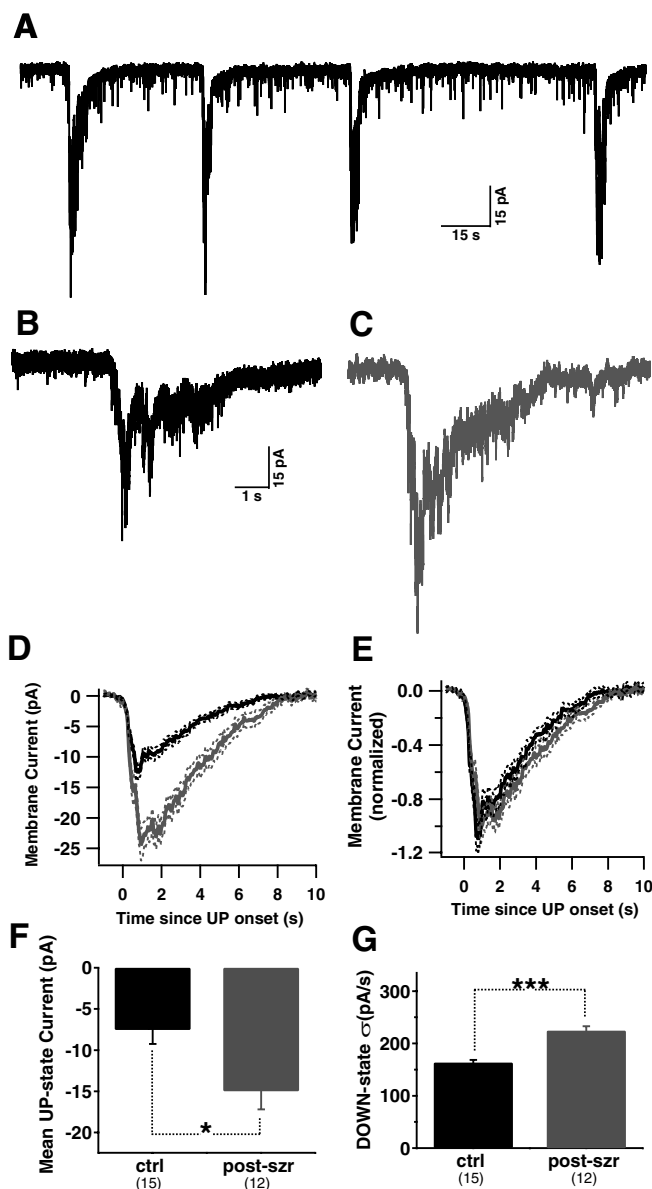 A
15 pA
15 s
B
C
15 pA
1 s
D
E
Membrane Current (pA)
0
-5
-10
-15
-20
-25
0 2 4 6 8 10
Time since UP onset (s)
Membrane Current
(normalized)
0.0
-0.4
-0.8
-1.2
0 2 4 6 8 10
Time since UP onset (s)
F
G
Mean UP-state Current (pA)
0
-5
-10
-15
-20
*
ctrl post-szr
(15) (12)
DOWN-state σ(pA/s)
300
200
100
0
***
ctrl post-szr
(15) (12)